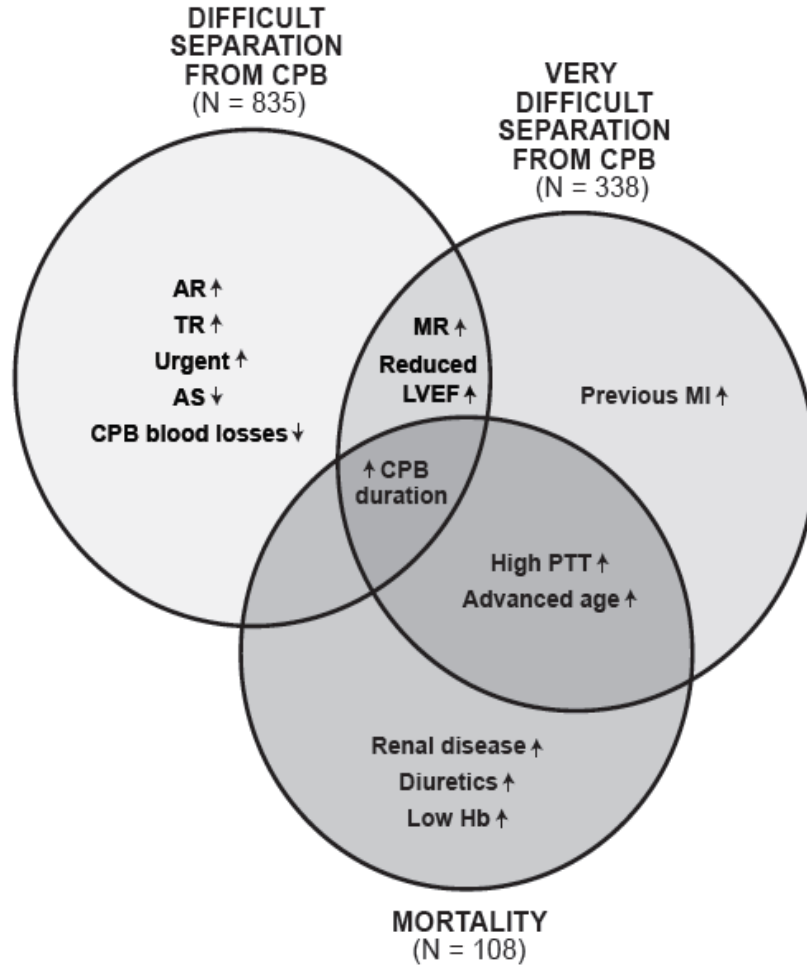 DIFFICULT
SEPARATION
FROM CPB
(N = 835)
VERY
DIFFICULT
SEPARATION
FROM CPB
(N = 338)
AR↑
TR↑
Urgent↑
AS↓
CPB blood losses↓
MR↑
Reduced
LVEF↑
Previous MI↑
↑CPB
duration
High PTT↑
Advanced age↑
Renal disease↑
Diuretics↑
Low Hb↑
MORTALITY
(N = 108)